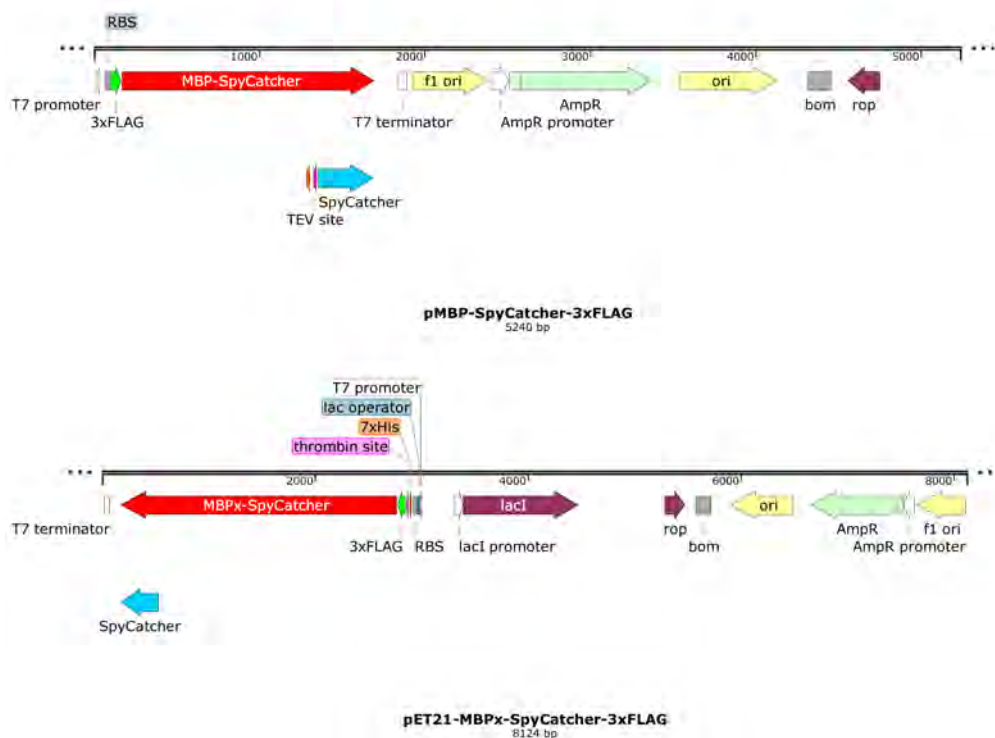 RBS
1000
2000
3000
4000
5000
MBP-SpyCatcher
f1 ori
ori
T7 promoter
3xFLAG
T7 terminator
AmpR
AmpR promoter
bom
rop
SpyCatcher
TEV site
pMBP-SpyCatcher-3xFLAG
5240 bp
T7 promoter
lac operator
7xHis
thrombin site
2000
4000
6000
8000
MBPx-SpyCatcher
lacI
rop
ori
T7 terminator
3xFLAG
RBS
lacI promoter
bom
AmpR
f1 ori
AmpR promoter
SpyCatcher
pET21-MBPx-SpyCatcher-3xFLAG
8124 bp